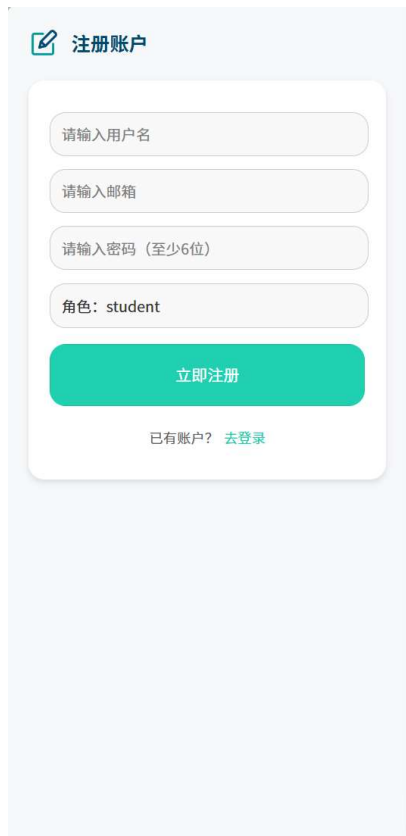 注册账户
请输入用户名
请输入邮箱
请输入密码（至少6位）
角色：student
立即注册
已有账户？ 去登录